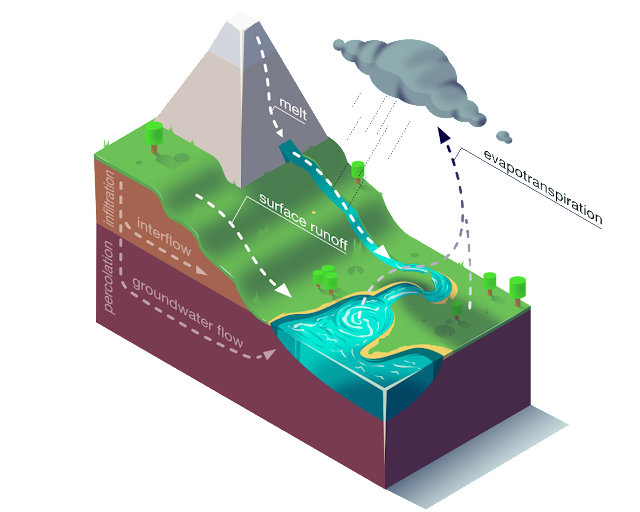 melt
evapotranspiration
surface runoff
infiltration
interflow
percolation
groundwater flow